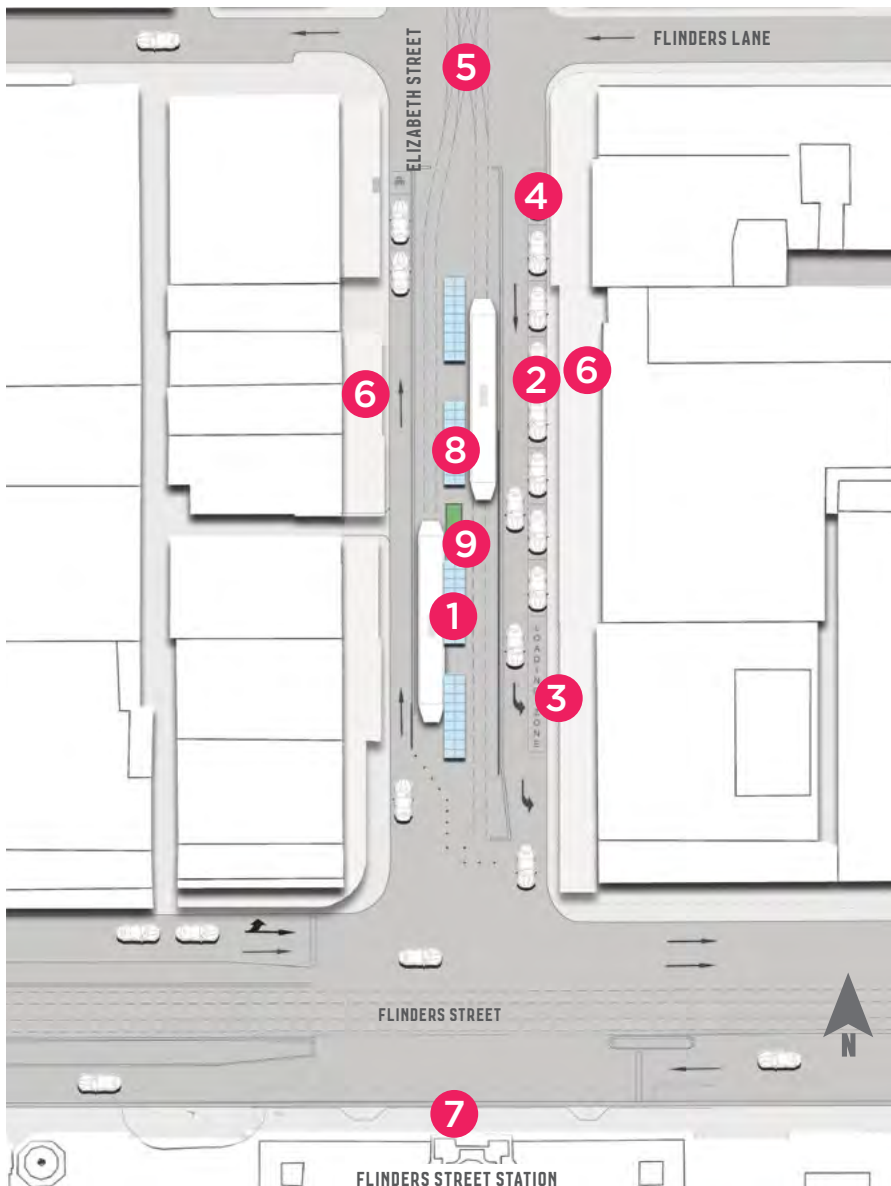 FLINDERS LANE
ELIZABETH STREET
5
4
2
6
6
8
9
1
LOADING ZONE
3
FLINDERS STREET
N
7
FLINDERS STREET STATION